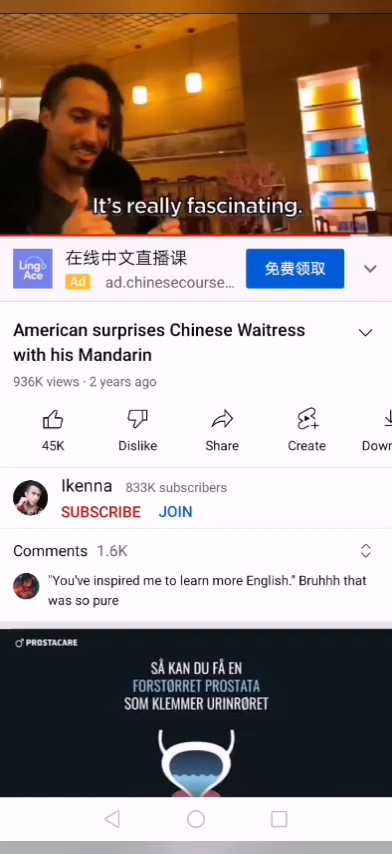 It's really fascinating.
LingoAce
在线中文直播课
Ad ad.chinesecourse...
免费领取
American surprises Chinese Waitress
with his Mandarin
936K views · 2 years ago
45K
Dislike
Share
Create
Down
Ikenna 833K subscribers
SUBSCRIBE JOIN
Comments 1.6K
"You've inspired me to learn more English." Bruhhh that
was so pure
PROSTACARE
SÅ KAN DU FÅ EN
FORSTØRRET PROSTATA
SOM KLEMMER URINRØRET